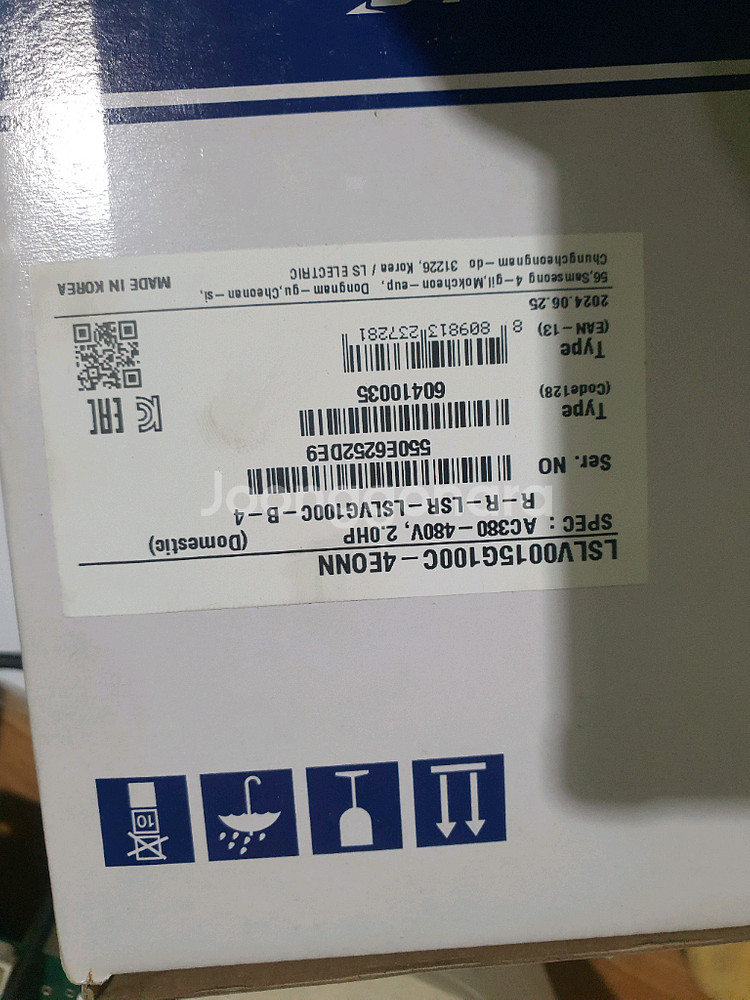 LSLV0015G100C-4EONN
SPEC : AC380-480V, 2.0HP (Domestic)
R-R-LSR-LSLVG100C-B-4
Ser. NO
550E6252DE9
Type
(Code128)
60410035
Type
(EAN-13)
8 809813 237281
2024.06.25
56,Samseong 4-gil,Mokcheon-eup, Dongnam-gu,Cheonan-si,
Chungcheongnam-do 31226, Korea / LS ELECTRIC
MADE IN KOREA
EAC
10
Joonggonara